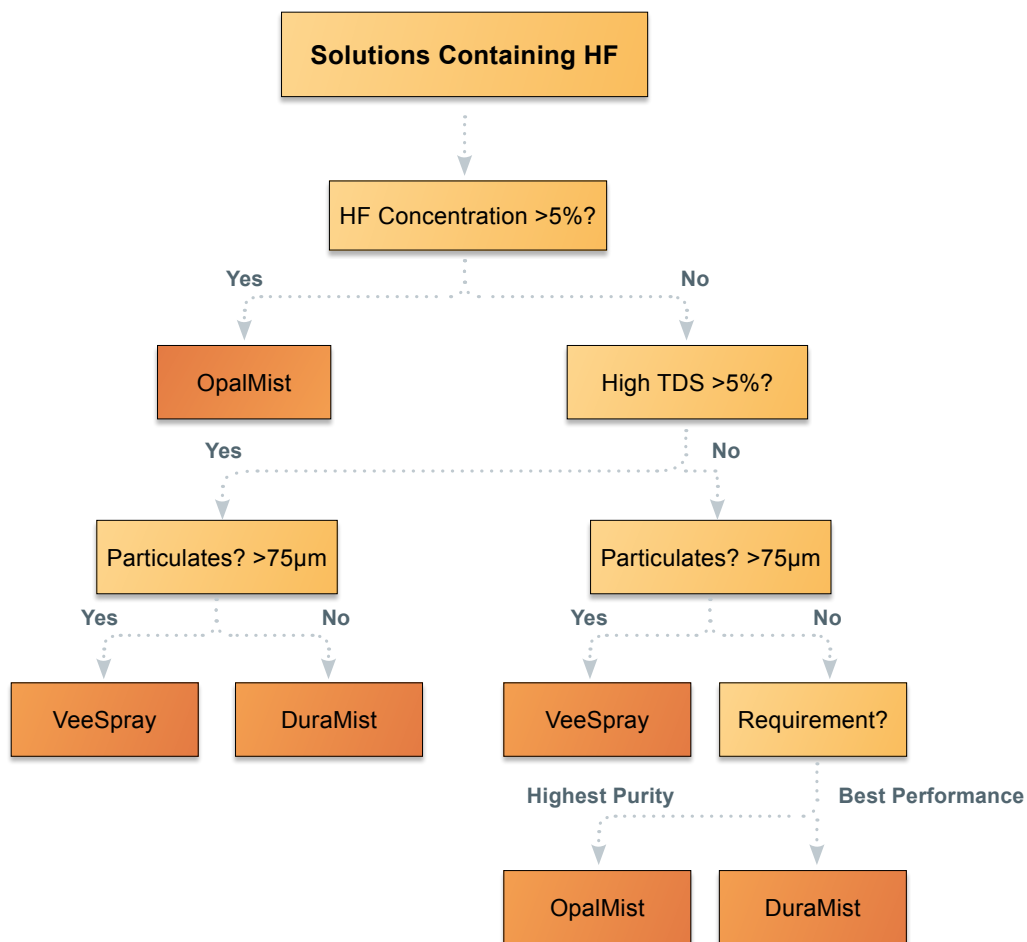 Solutions Containing HF
HF Concentration >5%?
Yes
No
OpalMist
High TDS >5%?
Yes
No
Particulates? >75µm
Particulates? >75µm
Yes
No
Yes
No
VeeSpray
DuraMist
VeeSpray
Requirement?
Highest Purity
Best Performance
OpalMist
DuraMist